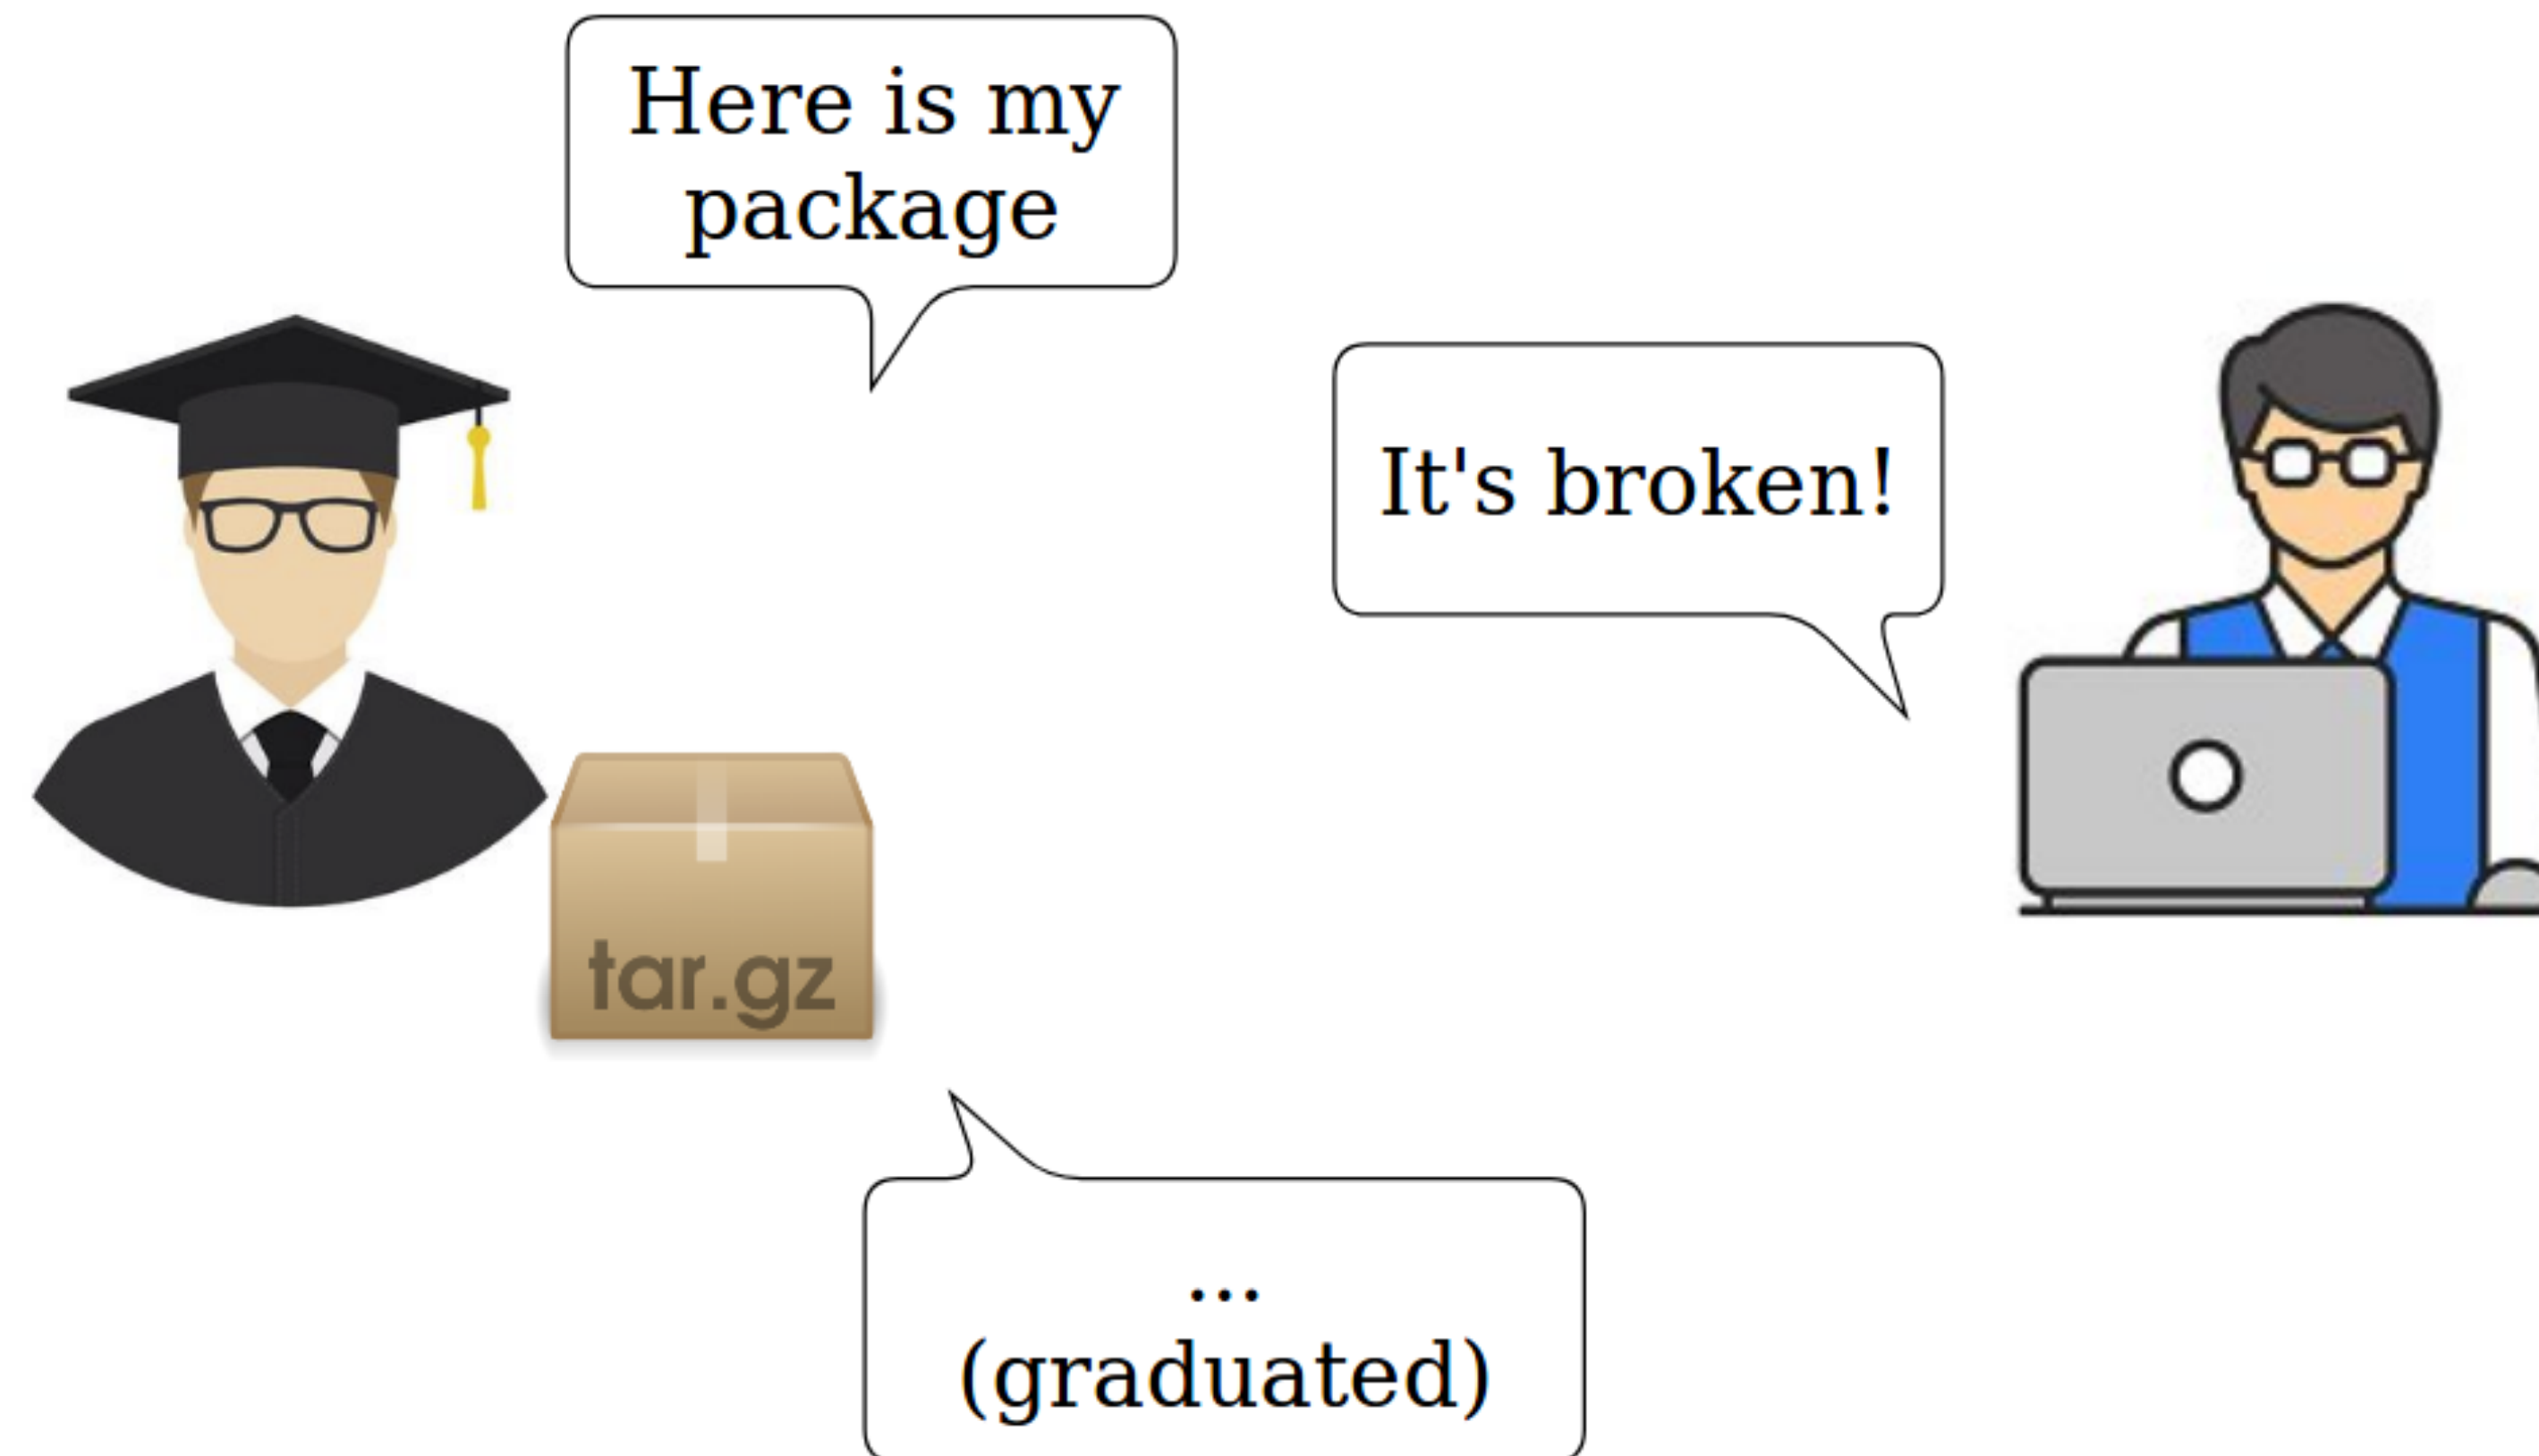 Here is my
package
It's broken!
tar.gz
...
(graduated)